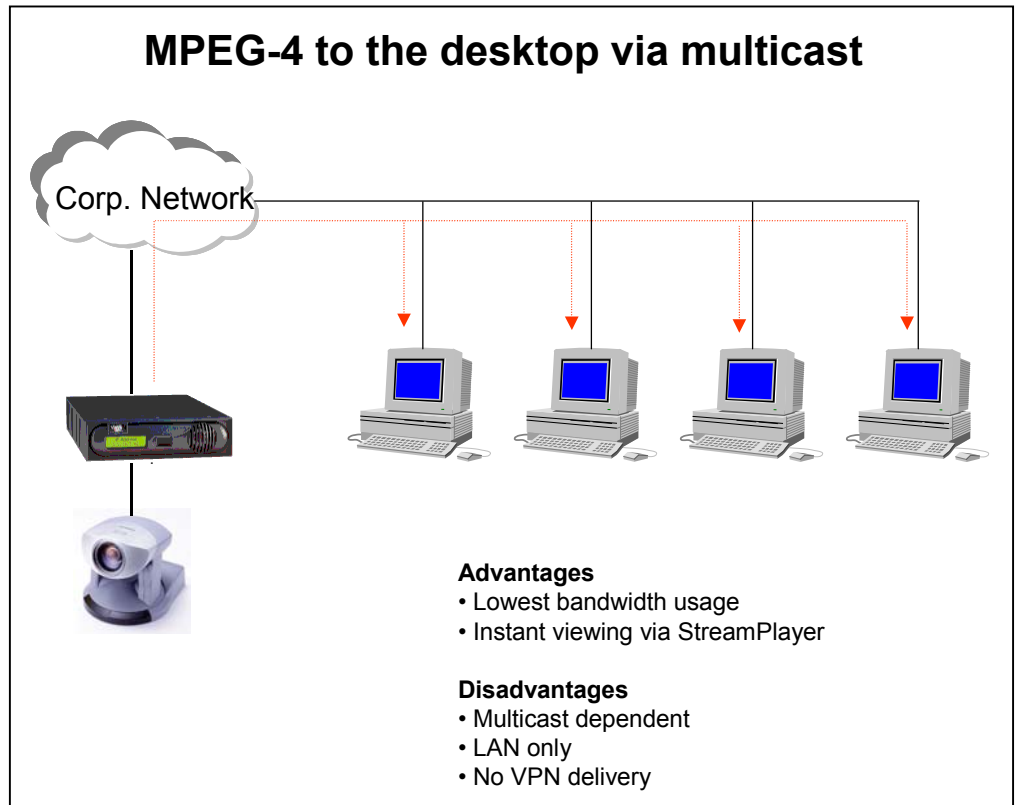 MPEG-4 to the desktop via multicast
Corp. Network
Advantages
• Lowest bandwidth usage
• Instant viewing via StreamPlayer
Disadvantages
• Multicast dependent
• LAN only
• No VPN delivery